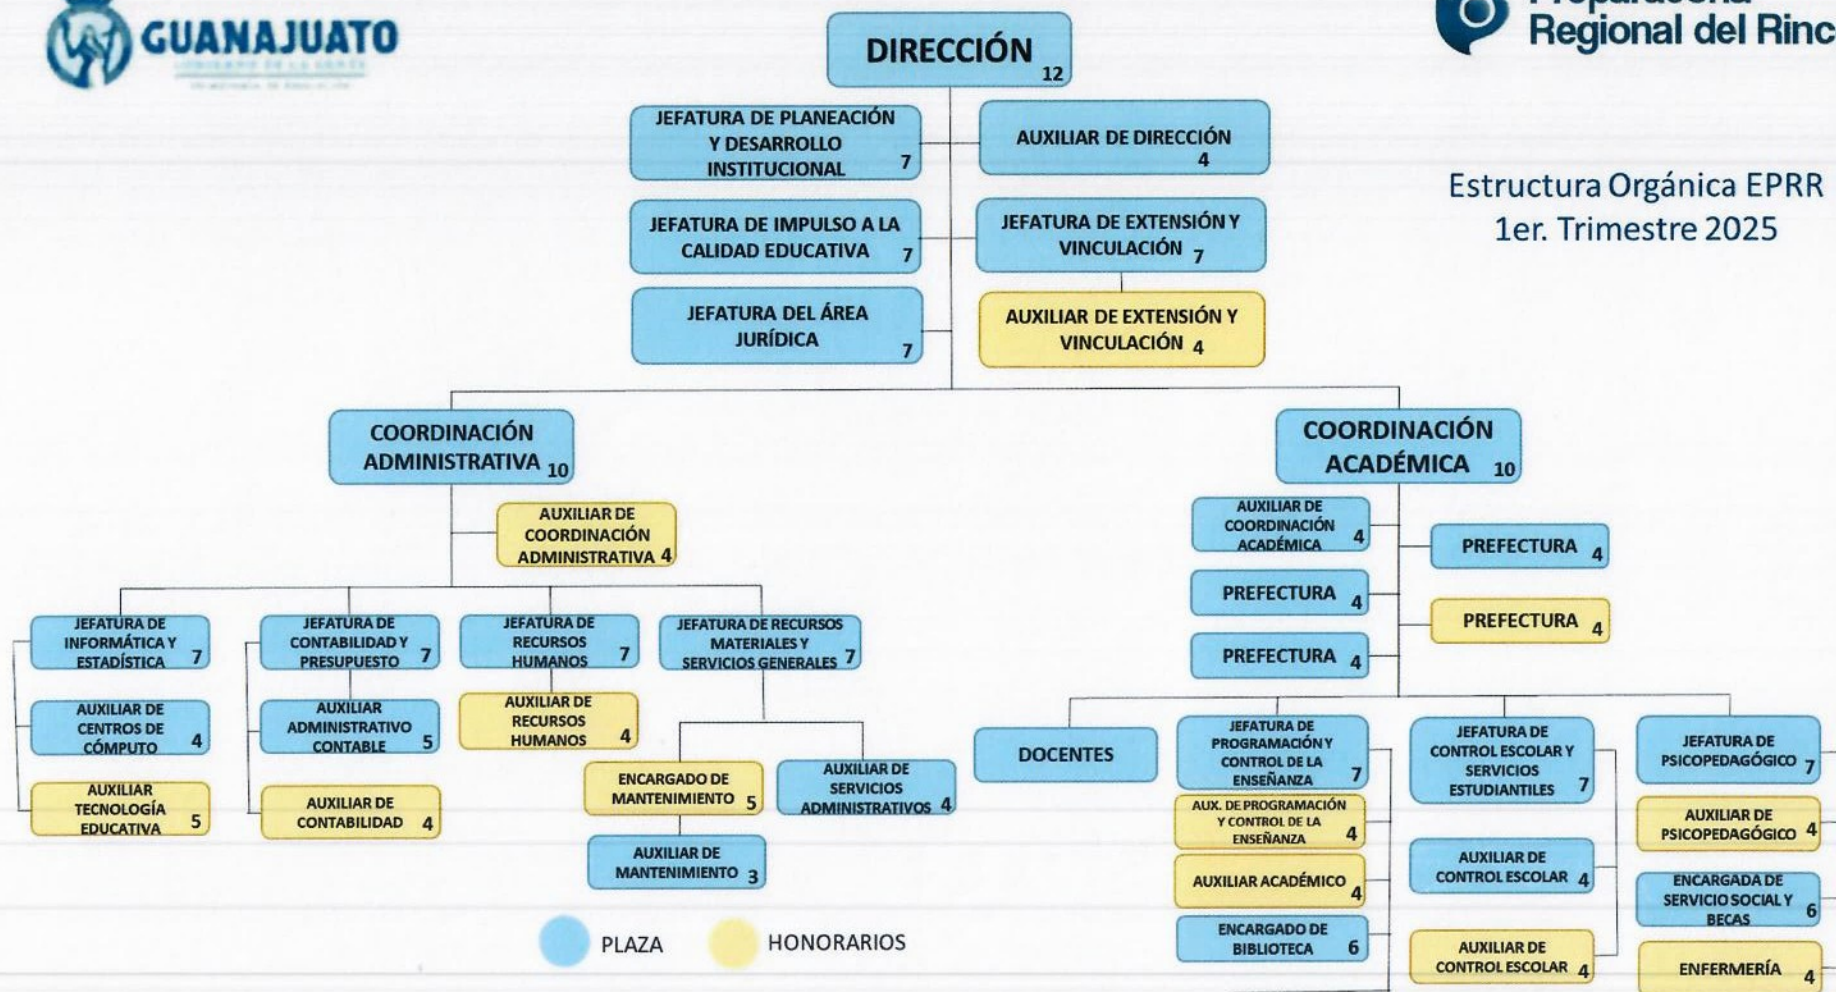 GUANAJUATO
Regional del Rinc
Estructura Orgánica EPRR
1er. Trimestre 2025
DIRECCIÓN
12
JEFATURA DE PLANEACIÓN
Y DESARROLLO
INSTITUCIONAL 7
AUXILIAR DE DIRECCIÓN
4
JEFATURA DE IMPULSO A LA
CALIDAD EDUCATIVA 7
JEFATURA DE EXTENSIÓN Y
VINCULACIÓN 7
JEFATURA DEL ÁREA
JURÍDICA
7
AUXILIAR DE EXTENSIÓN Y
VINCULACIÓN 4
COORDINACIÓN
ADMINISTRATIVA 10
AUXILIAR DE
COORDINACIÓN
ADMINISTRATIVA 4
JEFATURA DE
INFORMÁTICA Y
ESTADÍSTICA 7
AUXILIAR DE
CENTROS DE
CÓMPUTO 4
AUXILIAR
TECNOLOGÍA
EDUCATIVA 5
JEFATURA DE
CONTABILIDAD Y
PRESUPUESTO 7
AUXILIAR
ADMINISTRATIVO
CONTABLE 5
AUXILIAR DE
CONTABILIDAD 4
JEFATURA DE
RECURSOS
HUMANOS 7
AUXILIAR DE
RECURSOS
HUMANOS 4
JEFATURA DE RECURSOS
MATERIALES Y
SERVICIOS GENERALES 7
ENCARGADO DE
MANTENIMIENTO 5
AUXILIAR DE
MANTENIMIENTO 3
AUXILIAR DE
SERVICIOS
ADMINISTRATIVOS 4
COORDINACIÓN
ACADÉMICA 10
AUXILIAR DE
COORDINACIÓN
ACADÉMICA 4
PREFECTURA 4
PREFECTURA 4
PREFECTURA 4
PREFECTURA 4
DOCENTES
JEFATURA DE
PROGRAMACIÓN Y
CONTROL DE LA
ENSEÑANZA 7
AUX. DE PROGRAMACIÓN
Y CONTROL DE LA
ENSEÑANZA 4
AUXILIAR ACADÉMICO
4
ENCARGADO DE
BIBLIOTECA 6
JEFATURA DE
CONTROL ESCOLAR Y
SERVICIOS
ESTUDIANTILES 7
AUXILIAR DE
CONTROL ESCOLAR 4
AUXILIAR DE
CONTROL ESCOLAR 4
JEFATURA DE
PSICOPEDAGÓGICO 7
AUXILIAR DE
PSICOPEDAGÓGICO 4
ENCARGADA DE
SERVICIO SOCIAL Y
BECAS 6
ENFERMERÍA 4
PLAZA
HONORARIOS